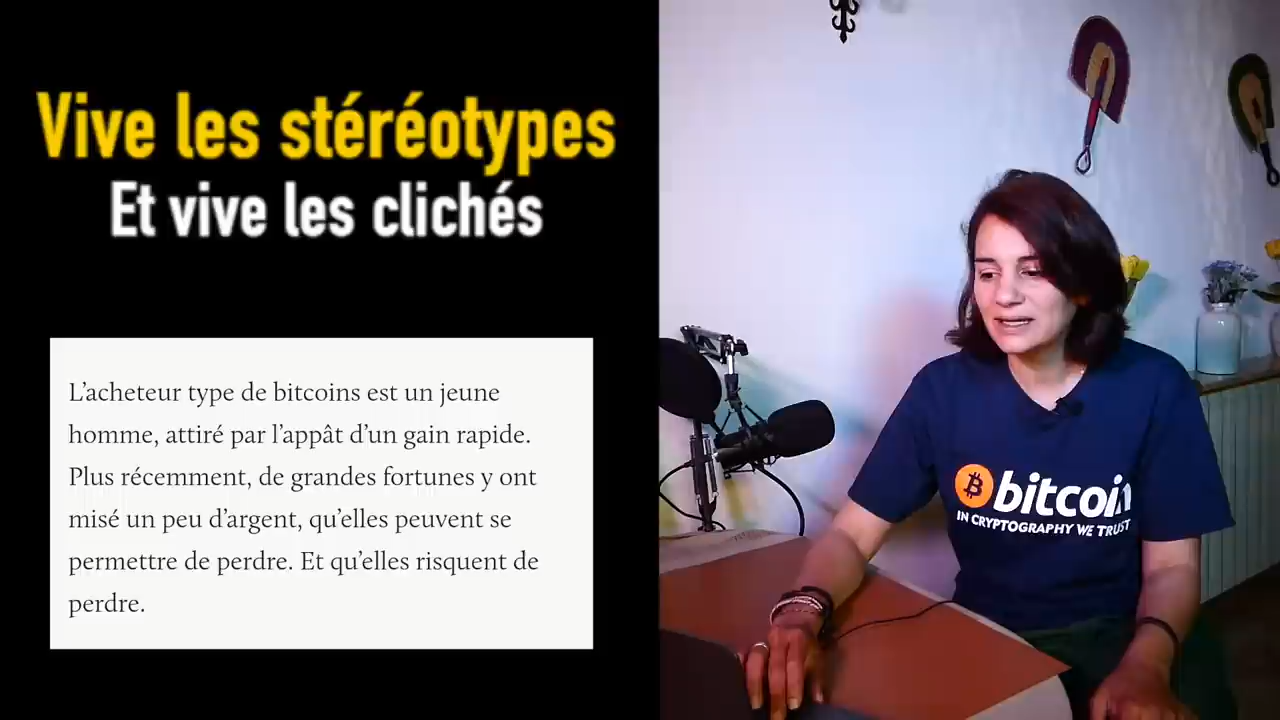 Vive les stéréotypes
Et vive les clichés
L’acheteur type de bitcoins est un jeune
homme, attiré par l’appât d’un gain rapide.
Plus récemment, de grandes fortunes y ont
misé un peu d’argent, qu’elles peuvent se
permettre de perdre. Et qu’elles risquent de
perdre.
bitcoin
IN CRYPTOGRAPHY WE TRUST